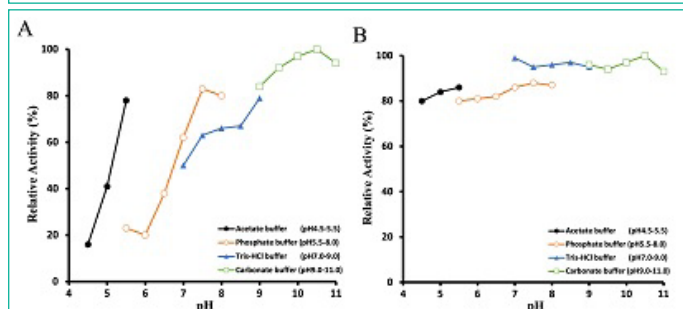 A
100
80
60
40
20
0
4 5 6 7 8 9 10 11
pH
Relative Activity (%)
Acetate buffer (pH4.5-5.5)
Phosphate buffer (pH5.5-8.0)
Tris-HCl buffer (pH7.0-9.0)
Carbonate buffer (pH9.0-11.0)
B
120
100
80
60
40
20
0
4 5 6 7 8 9 10 11
pH
Relative Activity (%)
Acetate buffer (pH4.5-5.5)
Phosphate buffer (pH5.5-8.0)
Tris-HCl buffer (pH7.0-9.0)
Carbonate buffer (pH9.0-11.0)